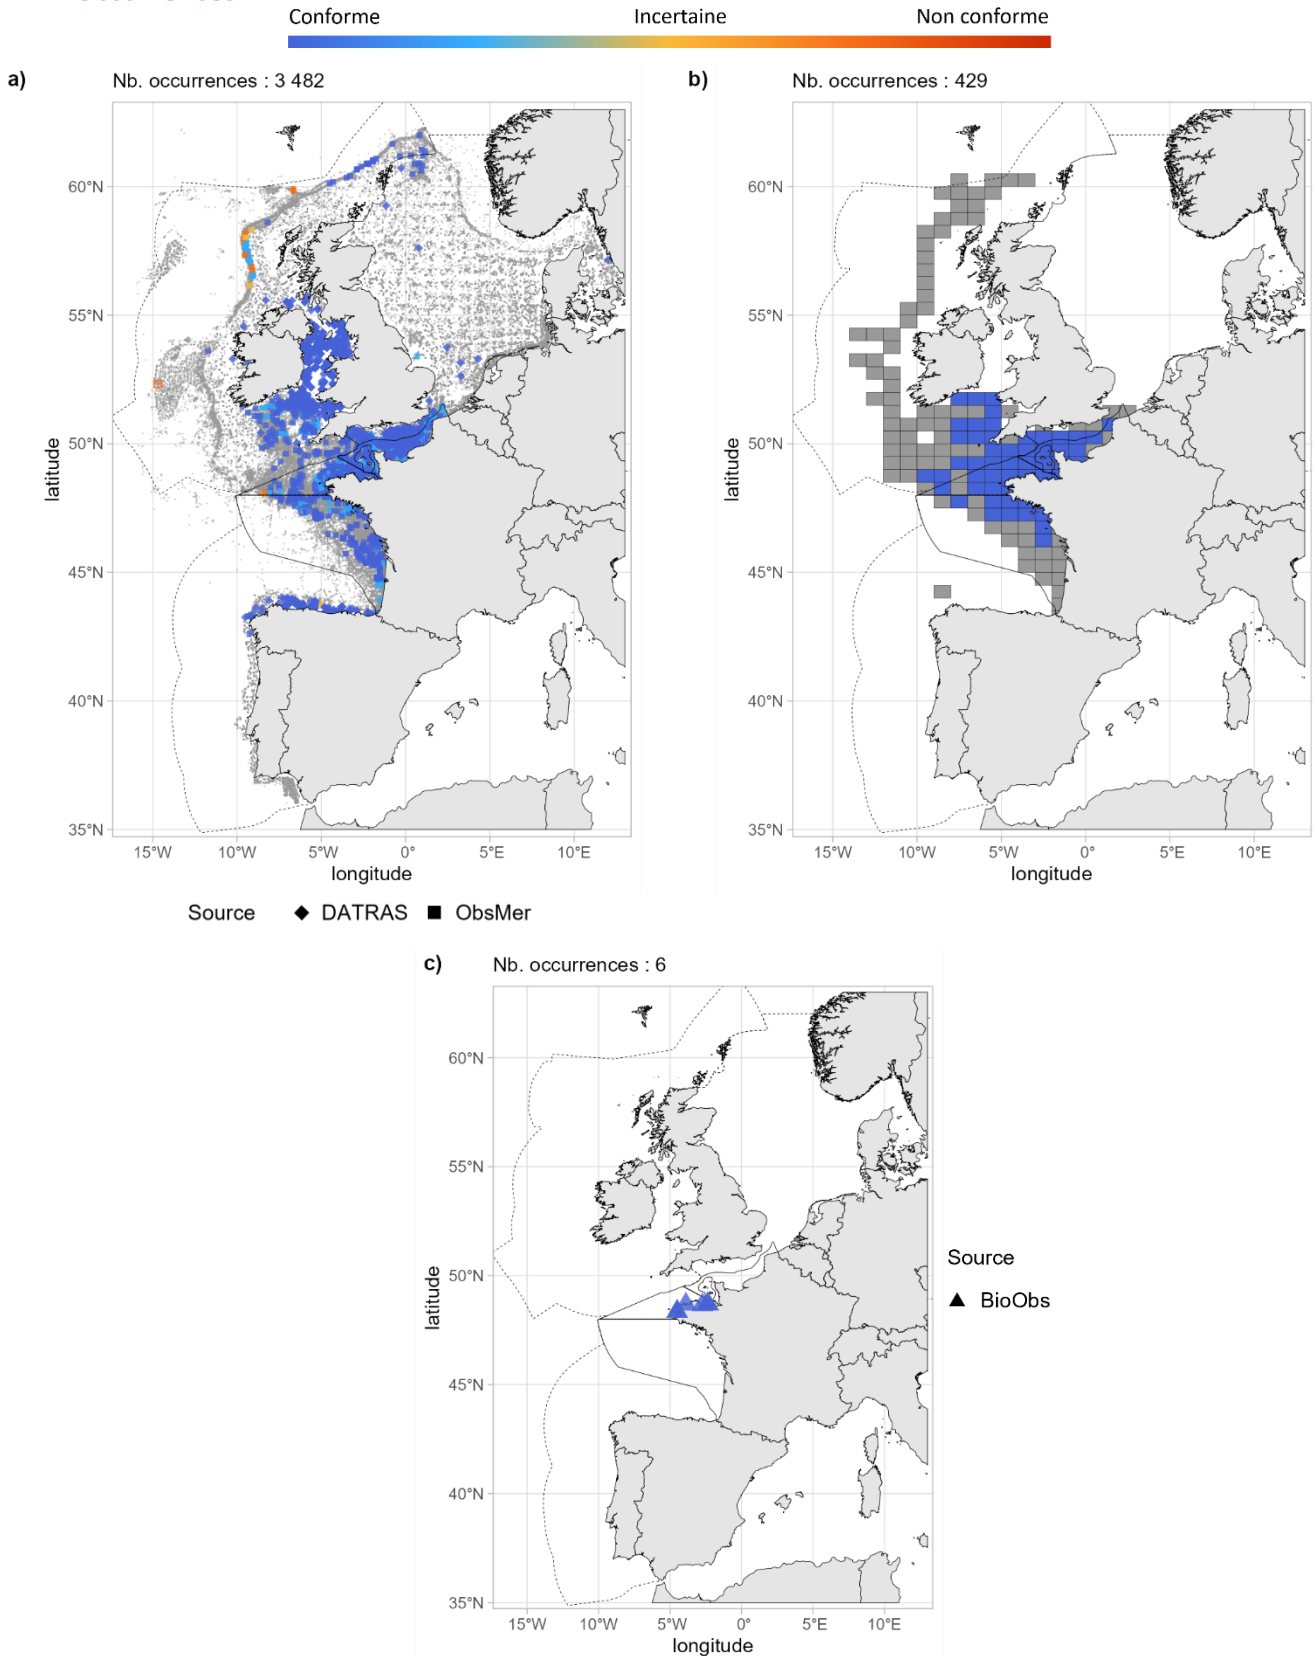 Conforme Incertaine Non conforme
a) Nb. occurrences : 3 482
b) Nb. occurrences : 429
60°N
55°N
50°N
45°N
40°N
35°N
latitude
15°W 10°W 5°W 0° 5°E 10°E
longitude
60°N
55°N
50°N
45°N
40°N
35°N
latitude
15°W 10°W 5°W 0° 5°E 10°E
longitude
Source DATRAS ObsMer
c) Nb. occurrences : 6
60°N
55°N
50°N
45°N
40°N
35°N
latitude
15°W 10°W 5°W 0° 5°E 10°E
longitude
Source
BioObs